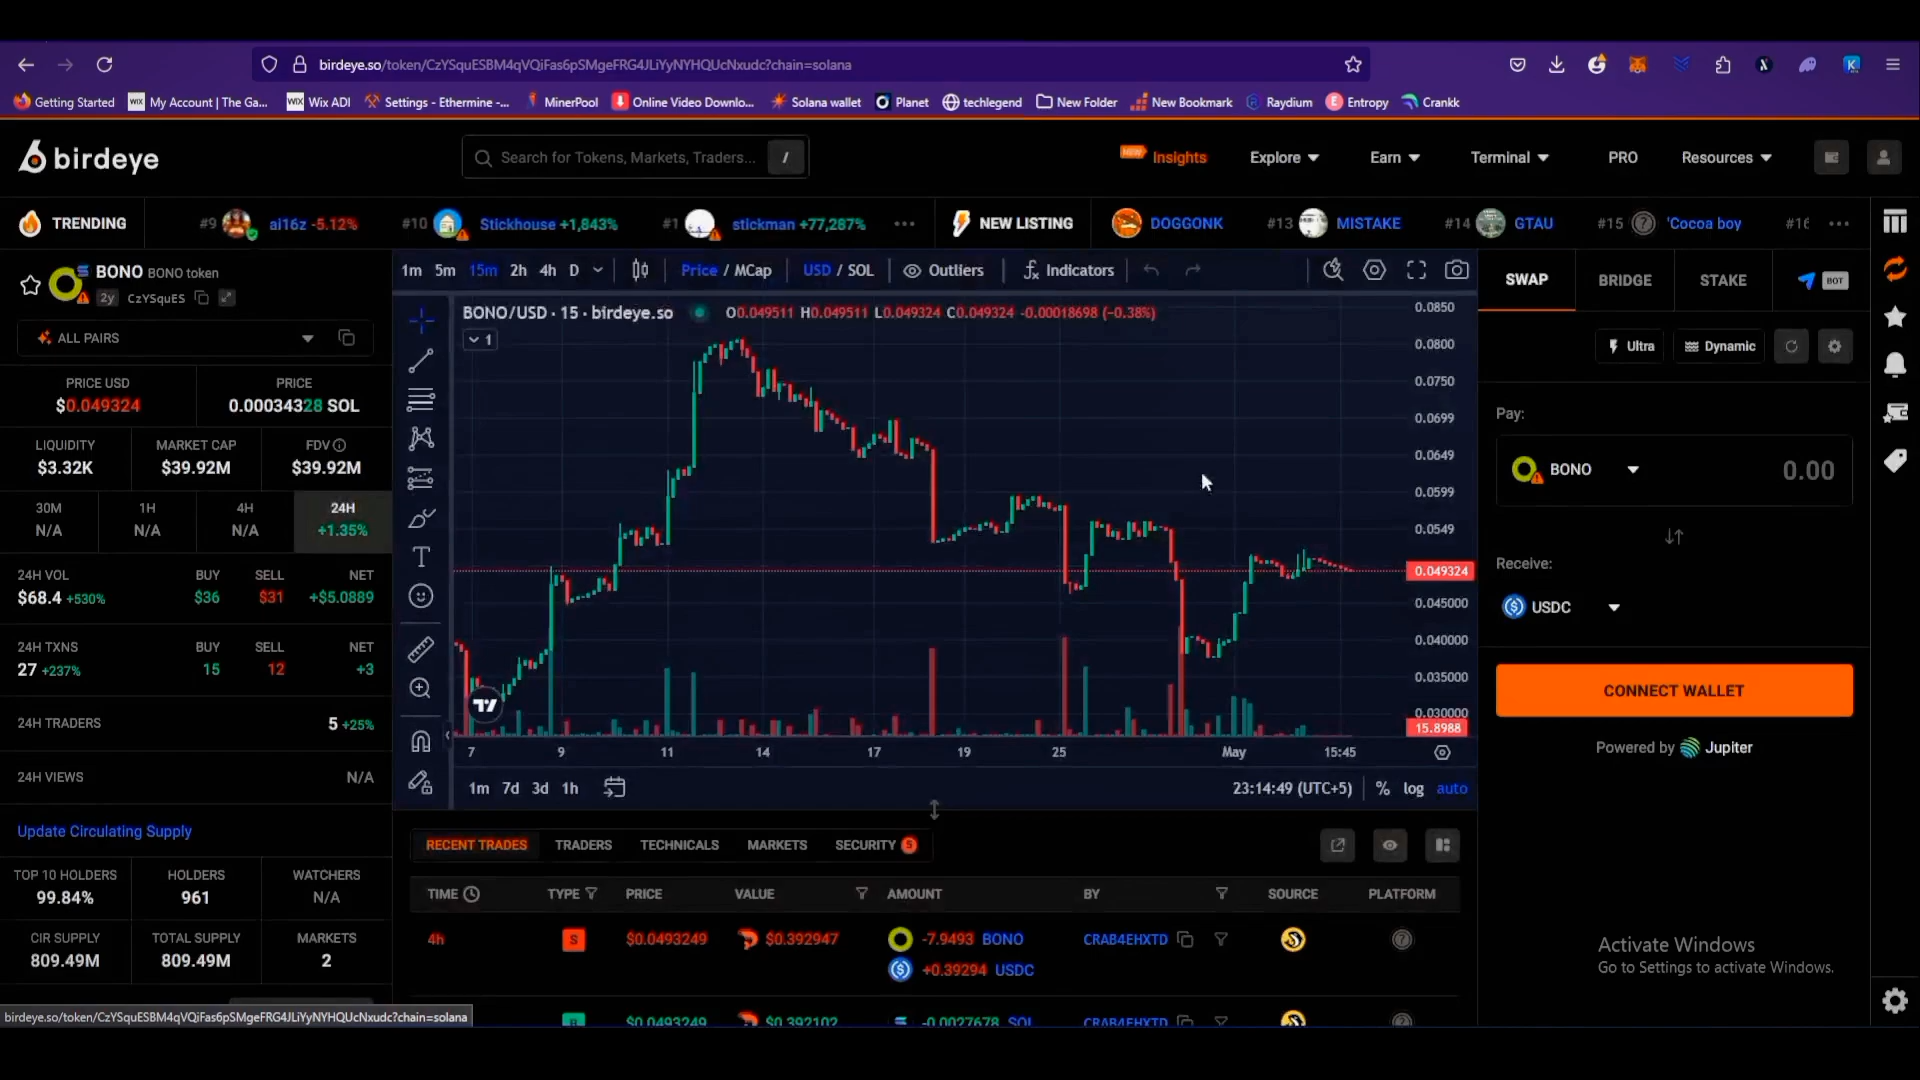 birdeye.so/token/CzYSquESBM4qVQiFas6pSMgeFRG4JLiYyNYHQUcNxudc?chain=solana
Getting Started My Account | The Ga... Wix ADI Settings - Ethermine -... MinerPool Online Video Downlo... Solana wallet Planet techlegend New Folder New Bookmark Raydium Entropy Crankk
birdeye Search for Tokens, Markets, Traders... / NEW Insights Explore Earn Terminal PRO Resources
TRENDING #9 ai16z -5.12% #10 Stickhouse +1,843% #1 stickman +77,287% ... NEW LISTING DOGGONK #13 MISTAKE #14 GTAU #15 'Cocoa boy #16 ...
BONO BONO token
2y CzYSquES
ALL PAIRS
PRICE USD PRICE
$0.049324 0.00034328 SOL
LIQUIDITY MARKET CAP FDV
$3.32K $39.92M $39.92M
30M 1H 4H 24H
N/A N/A N/A +1.35%
24H VOL BUY SELL NET
$68.4 +530% $36 $31 +$5.0889
24H TXNS BUY SELL NET
27 +237% 15 12 +3
24H TRADERS 5 +25%
24H VIEWS N/A
Update Circulating Supply
TOP 10 HOLDERS HOLDERS WATCHERS
99.84% 961 N/A
CIR SUPPLY TOTAL SUPPLY MARKETS
809.49M 809.49M 2
birdeye.so/token/CzYSquESBM4qVQiFas6pSMgeFRG4JLiYyNYHQUcNxudc?chain=solana
1m 5m 15m 2h 4h D Price / MCap USD / SOL Outliers Indicators
BONO/USD · 15 · birdeye.so O0.049511 H0.049511 L0.049324 C0.049324 -0.00018698 (-0.38%)
1
0.0850
0.0800
0.0750
0.0699
0.0649
0.0599
0.0549
0.049324
0.045000
0.040000
0.035000
0.030000
15.8988
7 9 11 14 17 19 25 May 15:45
1m 7d 3d 1h 23:14:49 (UTC+5) % log auto
RECENT TRADES TRADERS TECHNICALS MARKETS SECURITY 5
TIME TYPE PRICE VALUE AMOUNT BY SOURCE PLATFORM
4h S $0.0493249 $0.392947 -7.9493 BONO CRAB4EHXTD
+0.39294 USDC
B $0.0493249 $0.392102 -0.0027678 SOL CRAB4EHXTD
SWAP BRIDGE STAKE BOT
Ultra Dynamic
Pay:
BONO 0.00
Receive:
USDC
CONNECT WALLET
Powered by Jupiter
Activate Windows
Go to Settings to activate Windows.